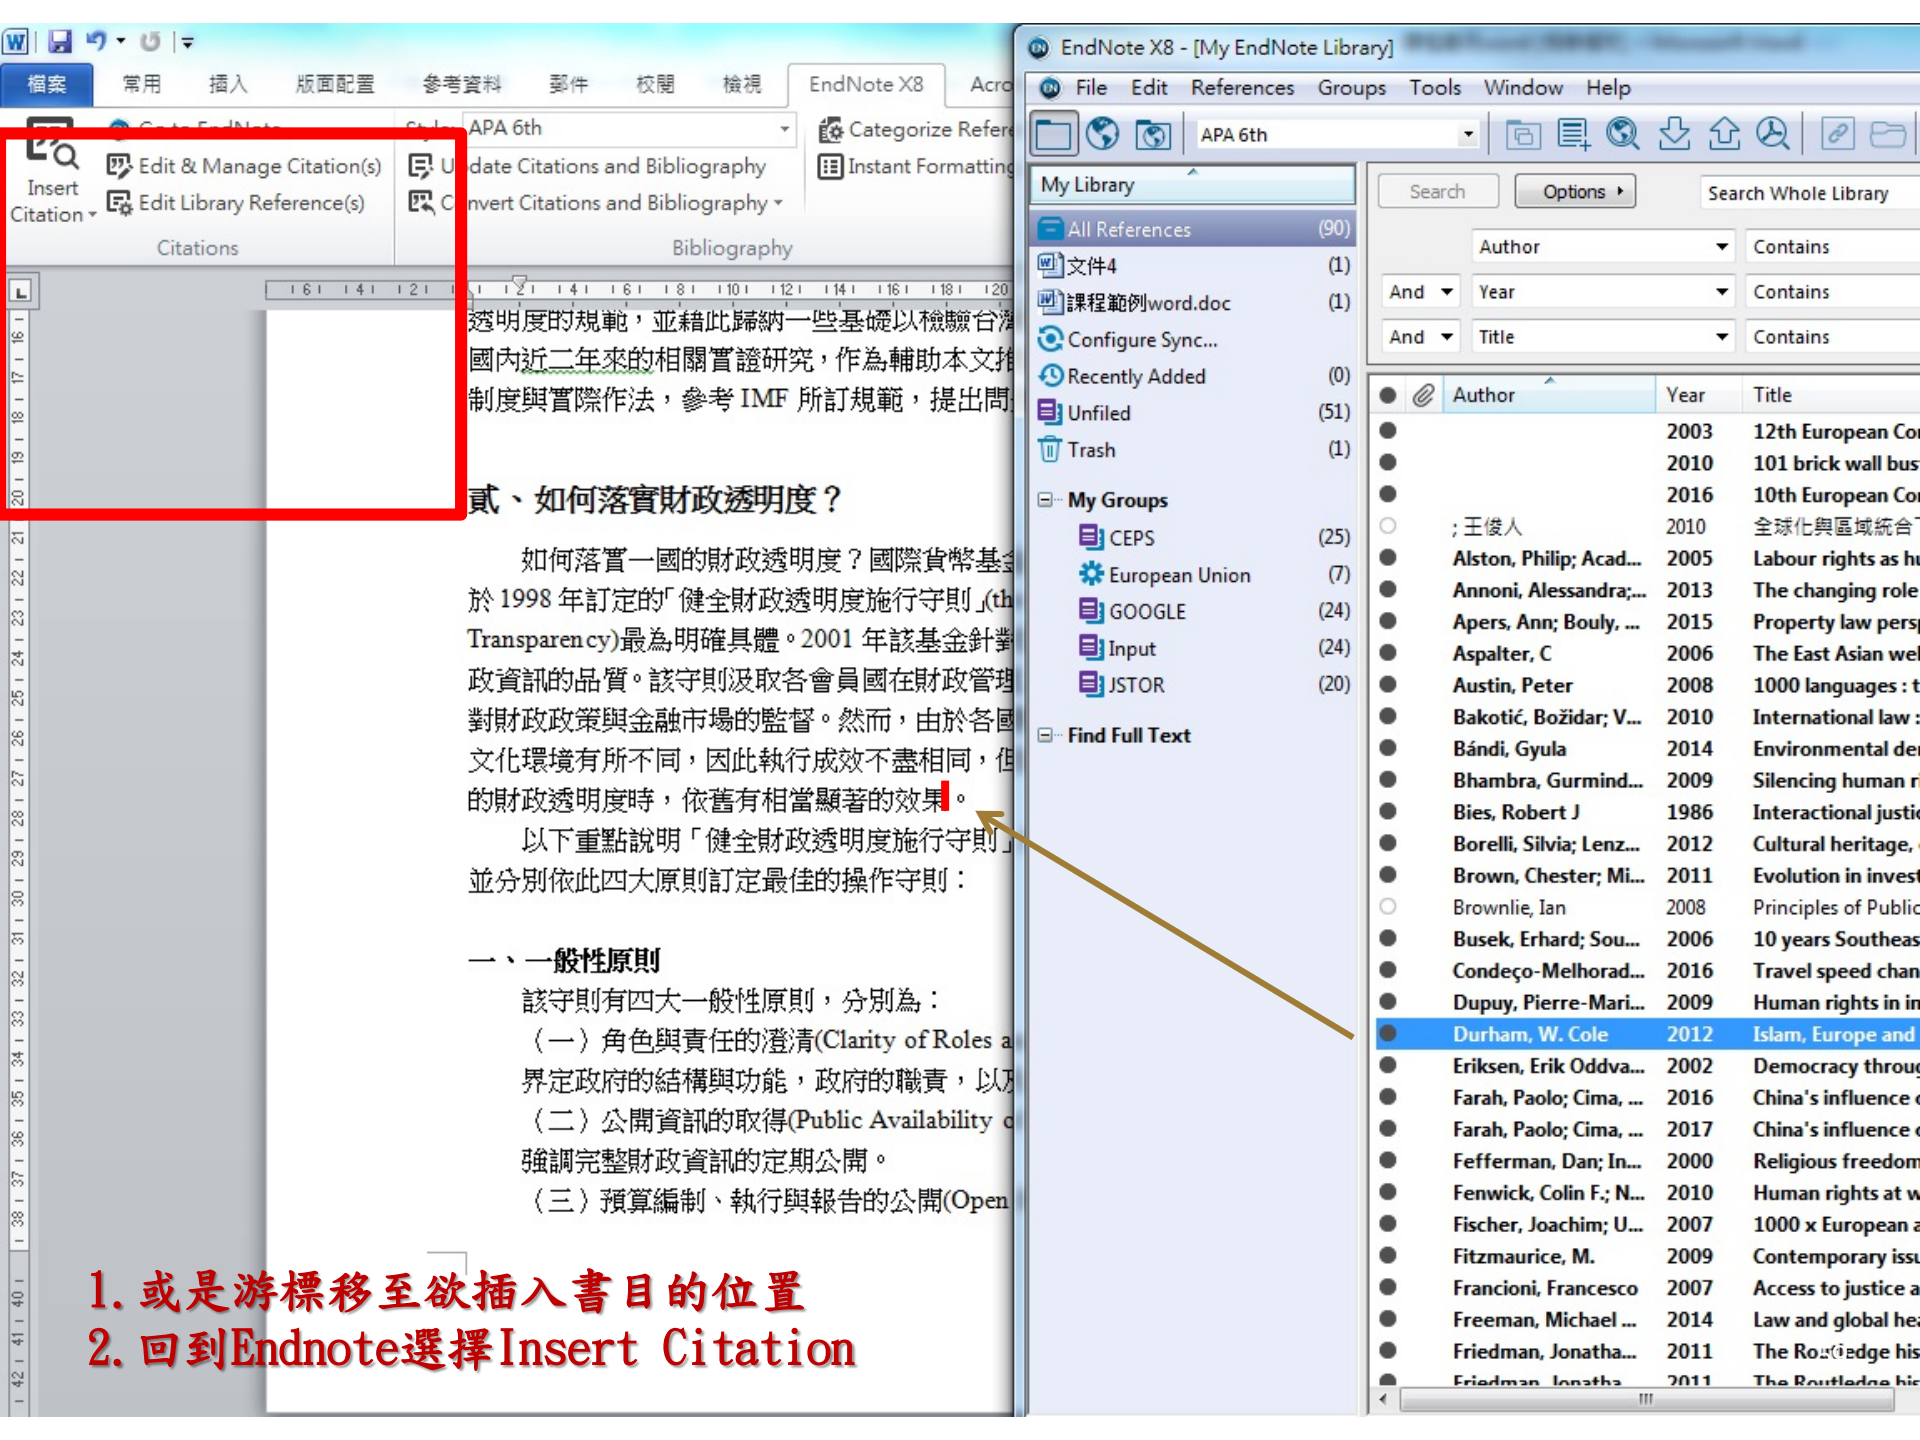 檔案 常用 插入 版面配置 參考資料 郵件 校閱 檢視 EndNote X8 Acro
Go to EndNote
Edit & Manage Citation(s)
Edit Library Reference(s)
Insert
Citation
Citations
Style: APA 6th
Update Citations and Bibliography
Convert Citations and Bibliography
Bibliography
Categorize Refere
Instant Formatting
透明度的規範，並藉此歸納一些基礎以檢驗台灣
國內近二年來的相關實證研究，作為輔助本文推
制度與實際作法，參考 IMF 所訂規範，提出問
貳、如何落實財政透明度？
如何落實一國的財政透明度？國際貨幣基金
於 1998 年訂定的「健全財政透明度施行守則」(th
Transparency)最為明確具體。2001 年該基金針對
政資訊的品質。該守則汲取各會員國在財政管理
對財政政策與金融市場的監督。然而，由於各國
文化環境有所不同，因此執行成效不盡相同，但
的財政透明度時，依舊有相當顯著的效果。
以下重點說明「健全財政透明度施行守則」
並分別依此四大原則訂定最佳的操作守則：
一、一般性原則
該守則有四大一般性原則，分別為：
（一）角色與責任的澄清(Clarity of Roles a
界定政府的結構與功能，政府的職責，以及
（二）公開資訊的取得(Public Availability o
強調完整財政資訊的定期公開。
（三）預算編制、執行與報告的公開(Open
1. 或是游標移至欲插入書目的位置
2. 回到Endnote選擇Insert Citation
EndNote X8 - [My EndNote Library]
File Edit References Groups Tools Window Help
APA 6th
My Library
All References (90)
文件4 (1)
課程範例word.doc (1)
Configure Sync...
Recently Added (0)
Unfiled (51)
Trash (1)
My Groups
CEPS (25)
European Union (7)
GOOGLE (24)
Input (24)
JSTOR (20)
Find Full Text
Search Options Search Whole Library
Author Contains
And Year Contains
And Title Contains
Author Year Title
2003 12th European Con
2010 101 brick wall bus
2016 10th European Con
; 王俊人 2010 全球化與區域統合
Alston, Philip; Acad... 2005 Labour rights as hu
Annoni, Alessandra;... 2013 The changing role
Apers, Ann; Bouly, ... 2015 Property law persp
Aspalter, C 2006 The East Asian wel
Austin, Peter 2008 1000 languages : t
Bakotić, Božidar; V... 2010 International law :
Bándi, Gyula 2014 Environmental der
Bhambra, Gurmind... 2009 Silencing human ri
Bies, Robert J 1986 Interactional justic
Borelli, Silvia; Lenz... 2012 Cultural heritage,
Brown, Chester; Mi... 2011 Evolution in invest
Brownlie, Ian 2008 Principles of Public
Busek, Erhard; Sou... 2006 10 years Southeas
Condeço-Melhorad... 2016 Travel speed chan
Dupuy, Pierre-Mari... 2009 Human rights in in
Durham, W. Cole 2012 Islam, Europe and
Eriksen, Erik Oddva... 2002 Democracy throug
Farah, Paolo; Cima, ... 2016 China's influence o
Farah, Paolo; Cima, ... 2017 China's influence o
Fefferman, Dan; In... 2000 Religious freedom
Fenwick, Colin F.; N... 2010 Human rights at w
Fischer, Joachim; U... 2007 1000 x European a
Fitzmaurice, M. 2009 Contemporary issu
Francioni, Francesco 2007 Access to justice a
Freeman, Michael ... 2014 Law and global hea
Friedman, Jonatha... 2011 The Routledge his
Friedman, Jonatha 2011 The Routledge his